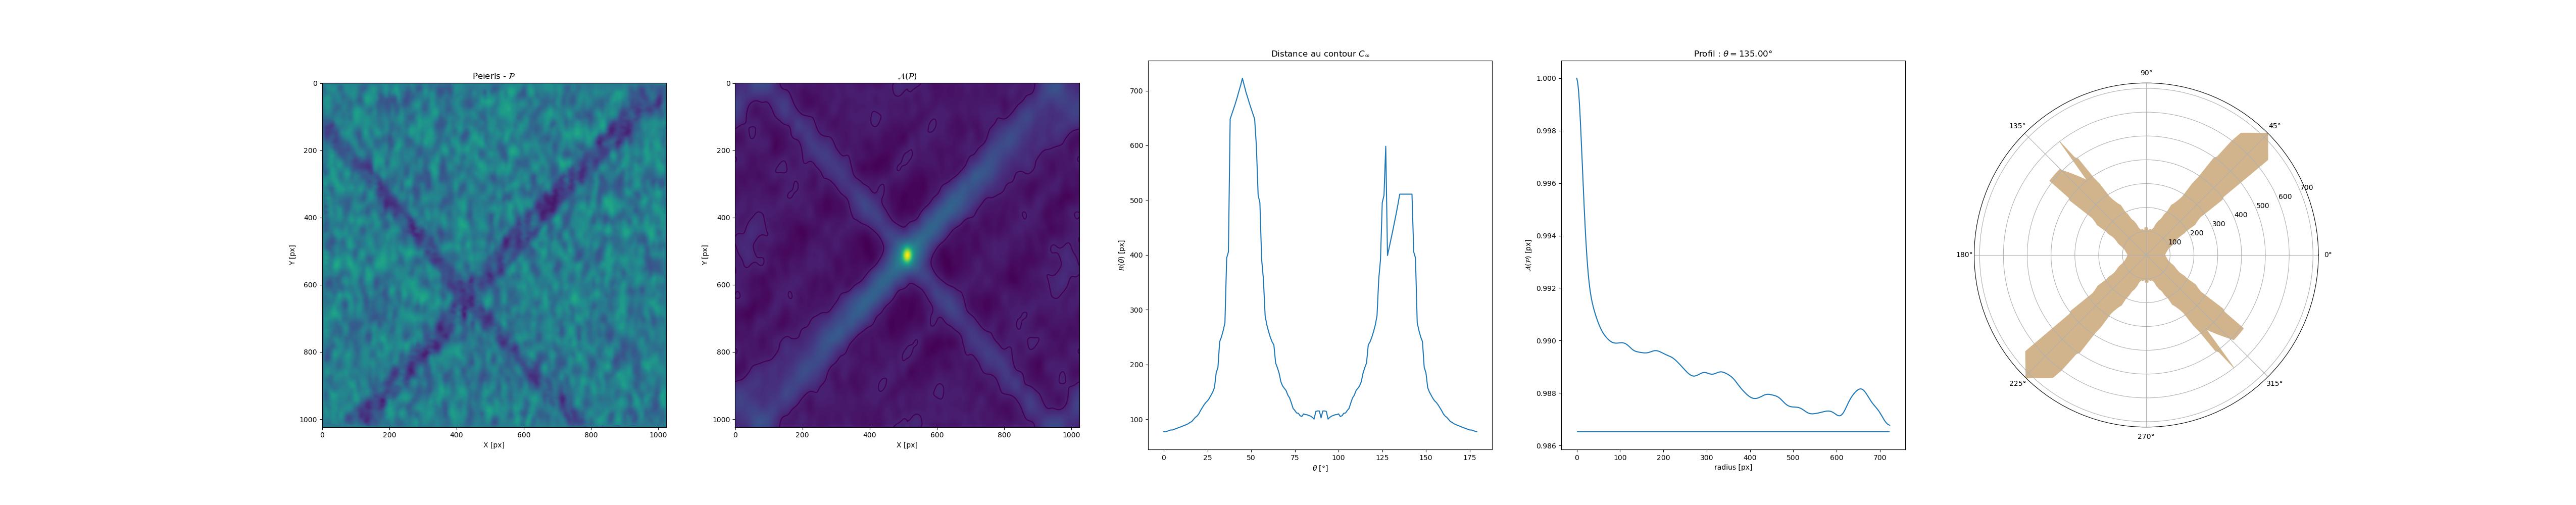 Peierls - 𝒫
0
200
400
600
800
1000
Y [px]
0 200 400 600 800 1000
X [px]
𝒜(𝒫)
0
200
400
600
800
1000
Y [px]
0 200 400 600 800 1000
X [px]
Distance au contour C∞
700
600
500
400
300
200
100
R(θ) [px]
0 25 50 75 100 125 150 175
θ [°]
Profil : θ = 135.00°
1.000
0.998
0.996
0.994
0.992
0.990
0.988
0.986
𝒜(𝒫) [px]
0 100 200 300 400 500 600 700
radius [px]
90°
135° 45°
700
600
500
400
300
200
100
180° 0°
225° 315°
270°